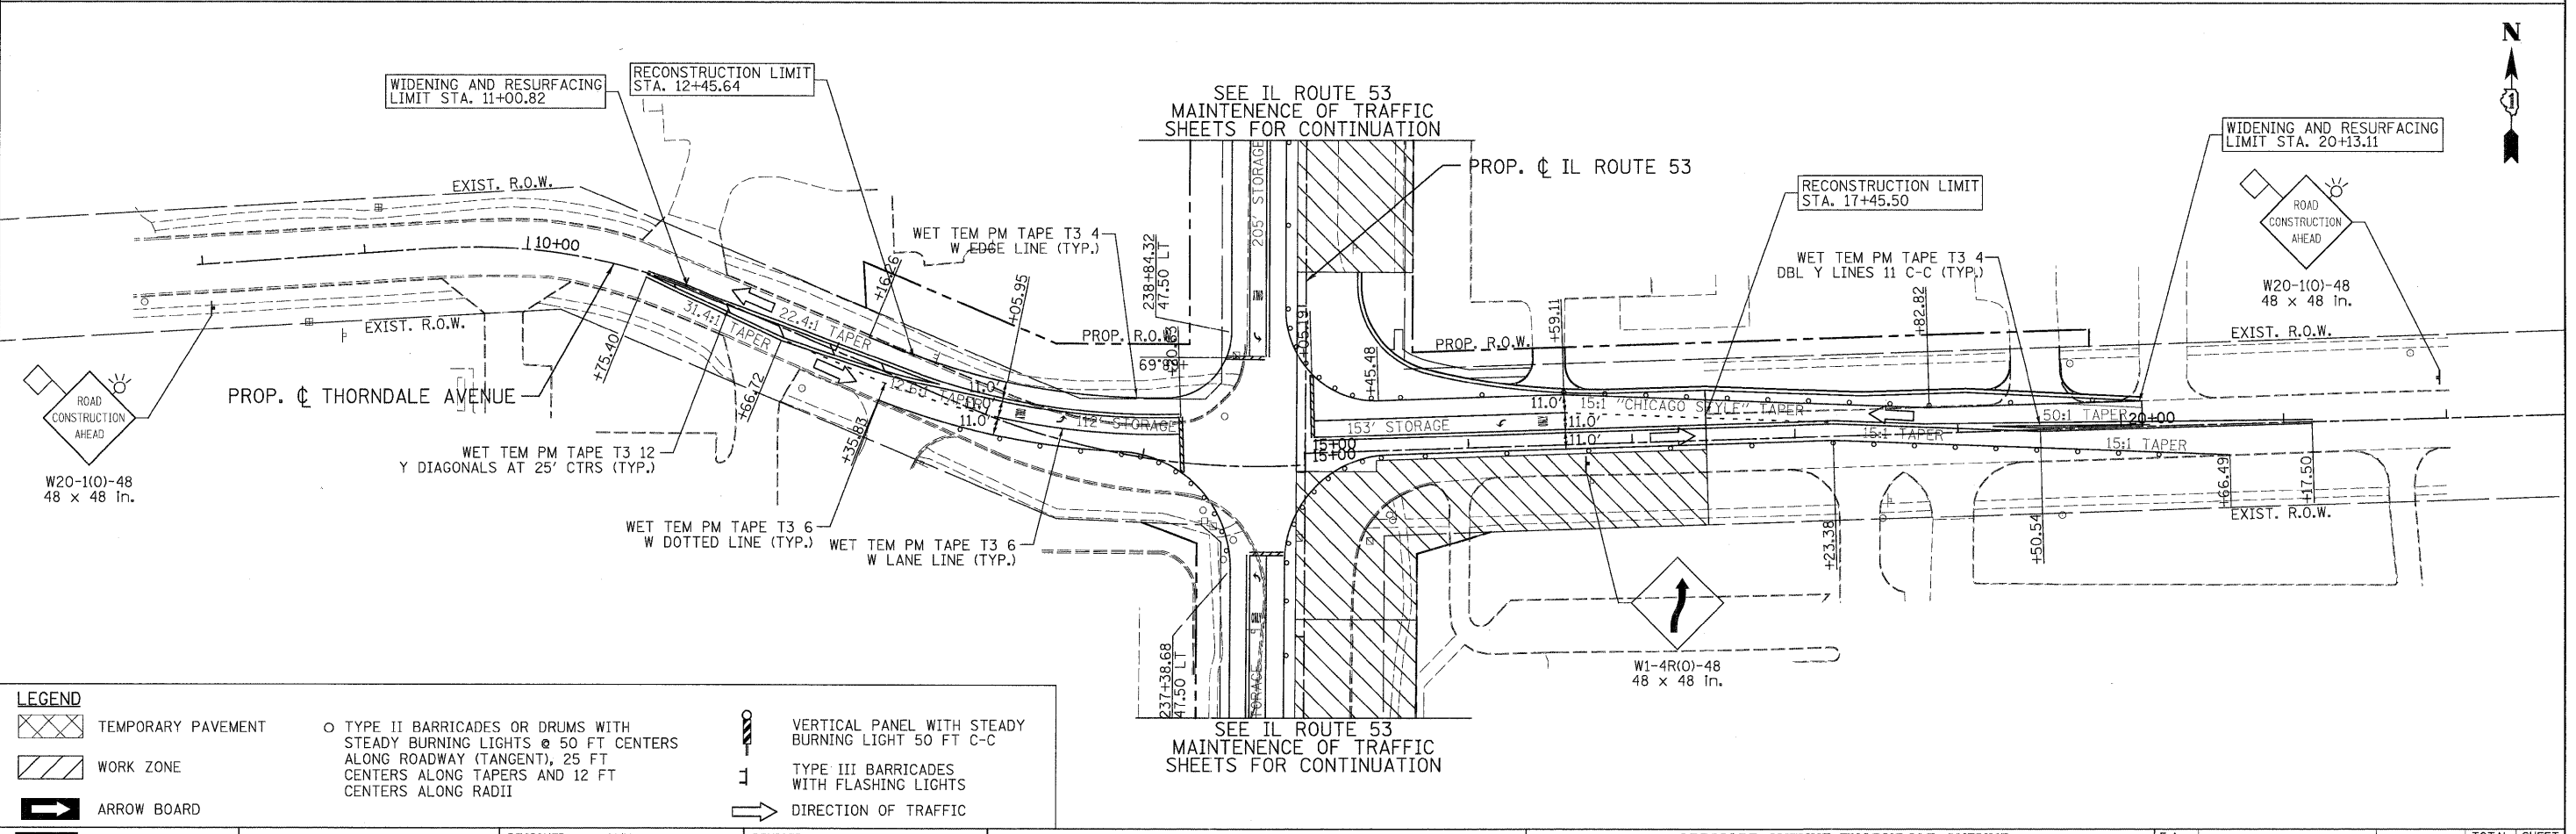 N
1
WIDENING AND RESURFACING
LIMIT STA. 11+00.82
RECONSTRUCTION LIMIT
STA. 12+45.64
SEE IL ROUTE 53
MAINTENENCE OF TRAFFIC
SHEETS FOR CONTINUATION
WIDENING AND RESURFACING
LIMIT STA. 20+13.11
PROP. ℄ IL ROUTE 53
RECONSTRUCTION LIMIT
STA. 17+45.50
ROAD
CONSTRUCTION
AHEAD
W20-1(O)-48
48 x 48 in.
EXIST. R.O.W.
10+00
WET TEM PM TAPE T3 4
W EDGE LINE (TYP.)
205' STORAGE
238+84.32
47.50 LT
WET TEM PM TAPE T3 4
DBL Y LINES 11 C-C (TYP.)
+16.26
+05.95
+05.19
+59.11
+82.82
EXIST. R.O.W.
EXIST. R.O.W.
31.4:1 TAPER
22.4:1 TAPER
PROP. R.O.W.
PROP. R.O.W.
+75.40
+45.48
PROP. ℄ THORNDALE AVENUE
ROAD
CONSTRUCTION
AHEAD
W20-1(O)-48
48 x 48 in.
+66.72
+35.83
11.0'
11.0'
11.0'
112' STORAGE
153' STORAGE
11.0'
11.0'
11.0'
15:1 "CHICAGO STYLE" TAPER
50:1 TAPER
20+00
15:1 TAPER
15:1 TAPER
15+00
15+00
WET TEM PM TAPE T3 12
Y DIAGONALS AT 25' CTRS (TYP.)
WET TEM PM TAPE T3 6
W DOTTED LINE (TYP.)
WET TEM PM TAPE T3 6
W LANE LINE (TYP.)
+66.49
+17.50
EXIST. R.O.W.
+23.38
+50.54
ONLY
237+38.68
47.50 LT
W1-4R(O)-48
48 x 48 in.
SEE IL ROUTE 53
MAINTENENCE OF TRAFFIC
SHEETS FOR CONTINUATION
LEGEND
TEMPORARY PAVEMENT
WORK ZONE
ARROW BOARD
TYPE II BARRICADES OR DRUMS WITH
STEADY BURNING LIGHTS @ 50 FT CENTERS
ALONG ROADWAY (TANGENT), 25 FT
CENTERS ALONG TAPERS AND 12 FT
CENTERS ALONG RADII
VERTICAL PANEL WITH STEADY
BURNING LIGHT 50 FT C-C
TYPE III BARRICADES
WITH FLASHING LIGHTS
DIRECTION OF TRAFFIC
TOTAL
SHEET